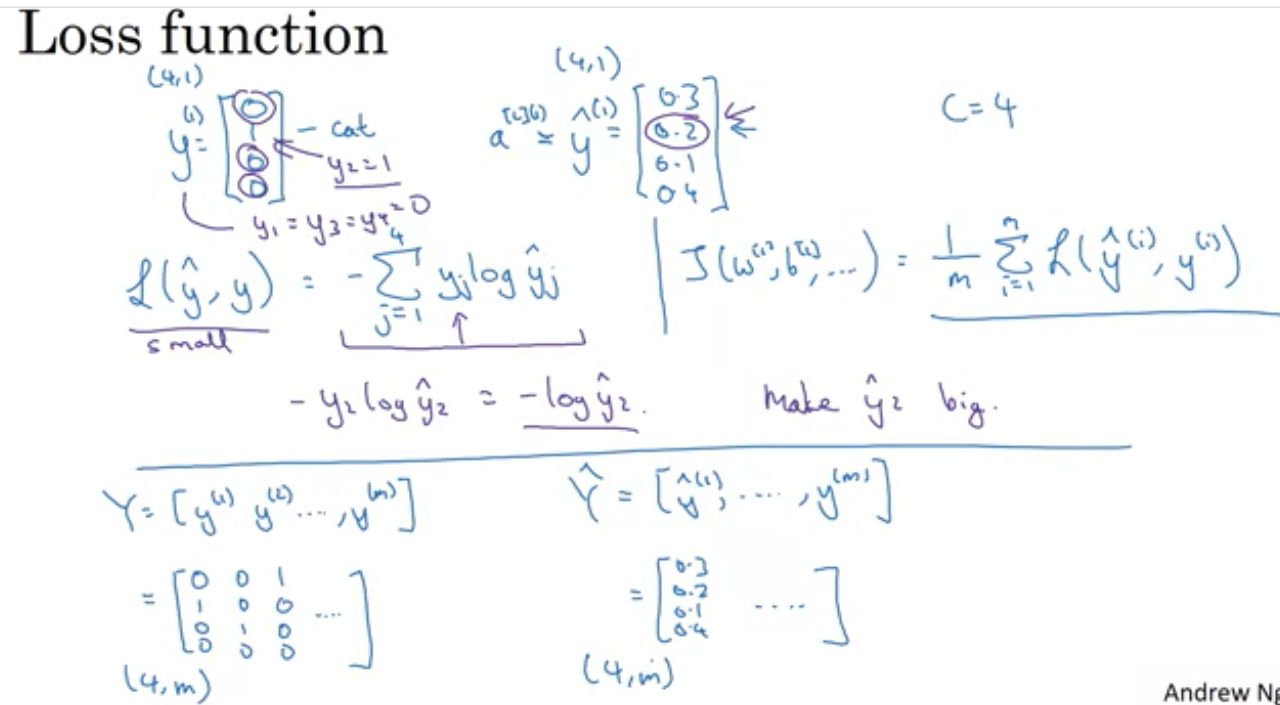 Loss function
(4,1)
(4,1)
y^(1) = [0 1 0 0] - cat
y₂=1
a^[L](1) = ŷ^(1) = [0.3 0.2 0.1 0.4]
C=4
y₁=y₃=y₄=0
ℒ(ŷ,y) = -∑_{j=1}^{4} yⱼ log ŷⱼ
small
J(w^[1],b^[1],....) = 1/m ∑_{i=1}^{m} ℒ(ŷ^(i), y^(i))
-y₂ log ŷ₂ = -log ŷ₂. Make ŷ₂ big.
Y = [y^(1) y^(2) ...., y^(m)]
Ŷ = [ŷ^(1), ...., y^(m)]
= [0 0 1
1 0 0 ....
0 1 0
0 0 0]
= [0.3
0.2 ....
0.1
0.4]
(4,m)
(4,m)
Andrew Ng